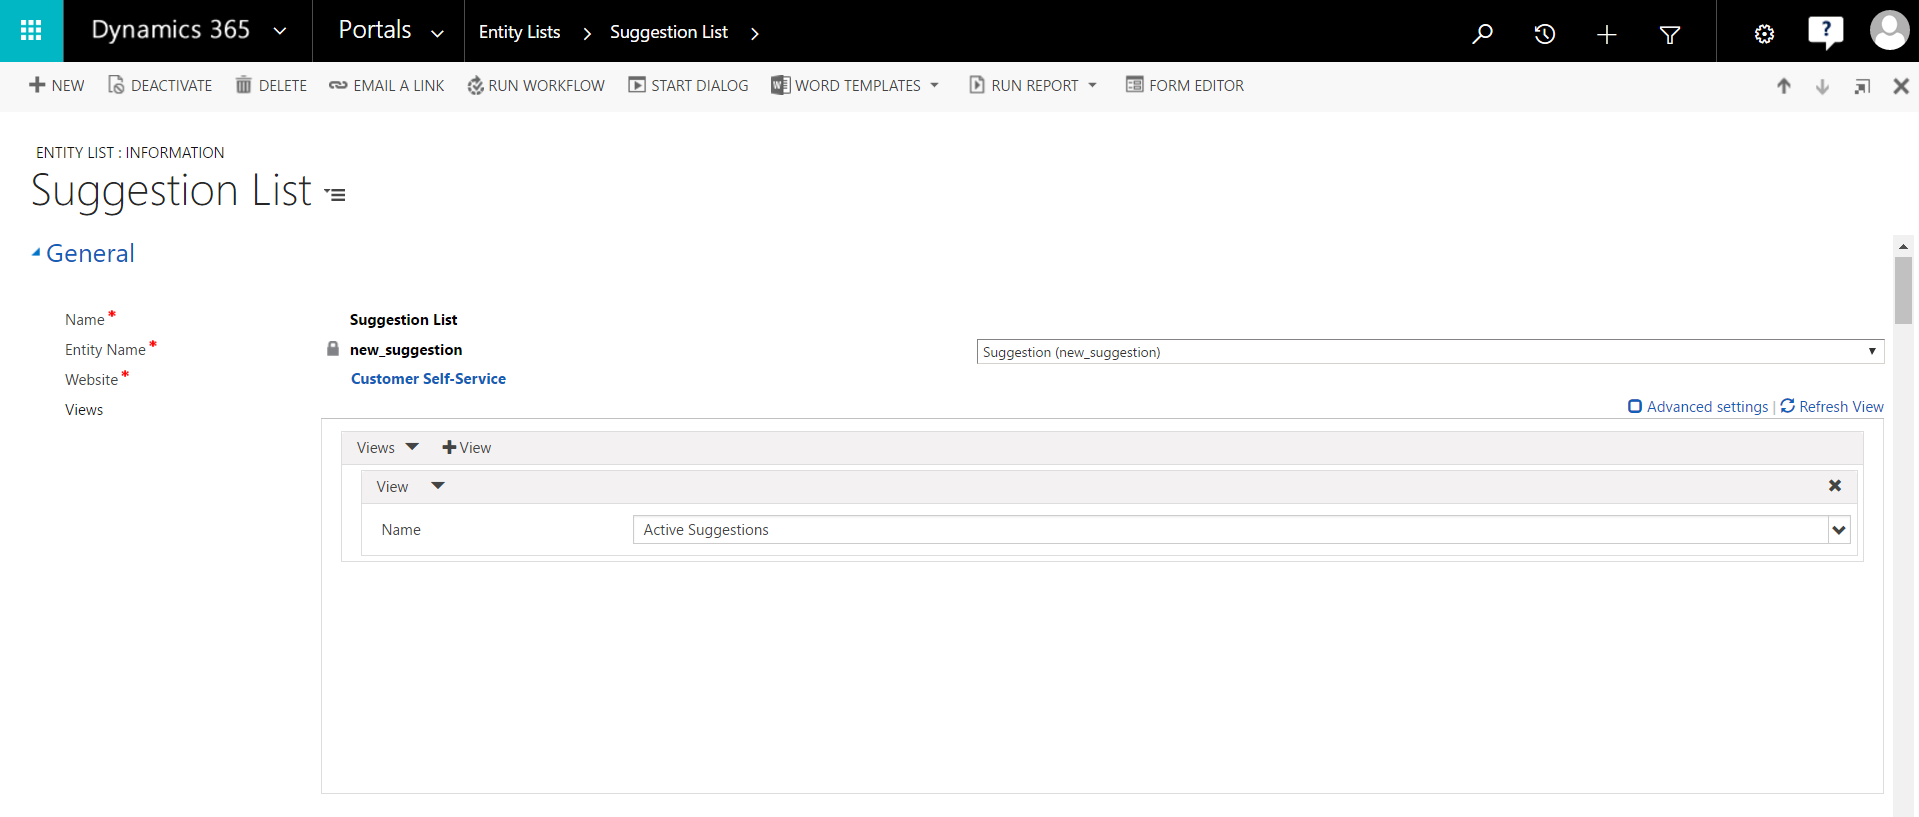 Dynamics 365 Portals Entity Lists Suggestion List ?
NEW DEACTIVATE DELETE EMAIL A LINK RUN WORKFLOW START DIALOG WORD TEMPLATES RUN REPORT FORM EDITOR
ENTITY LIST : INFORMATION
Suggestion List
General
Name* Suggestion List
Entity Name* new_suggestion Suggestion (new_suggestion)
Website* Customer Self-Service
Views
Advanced settings | Refresh View
Views View
View
Name Active Suggestions